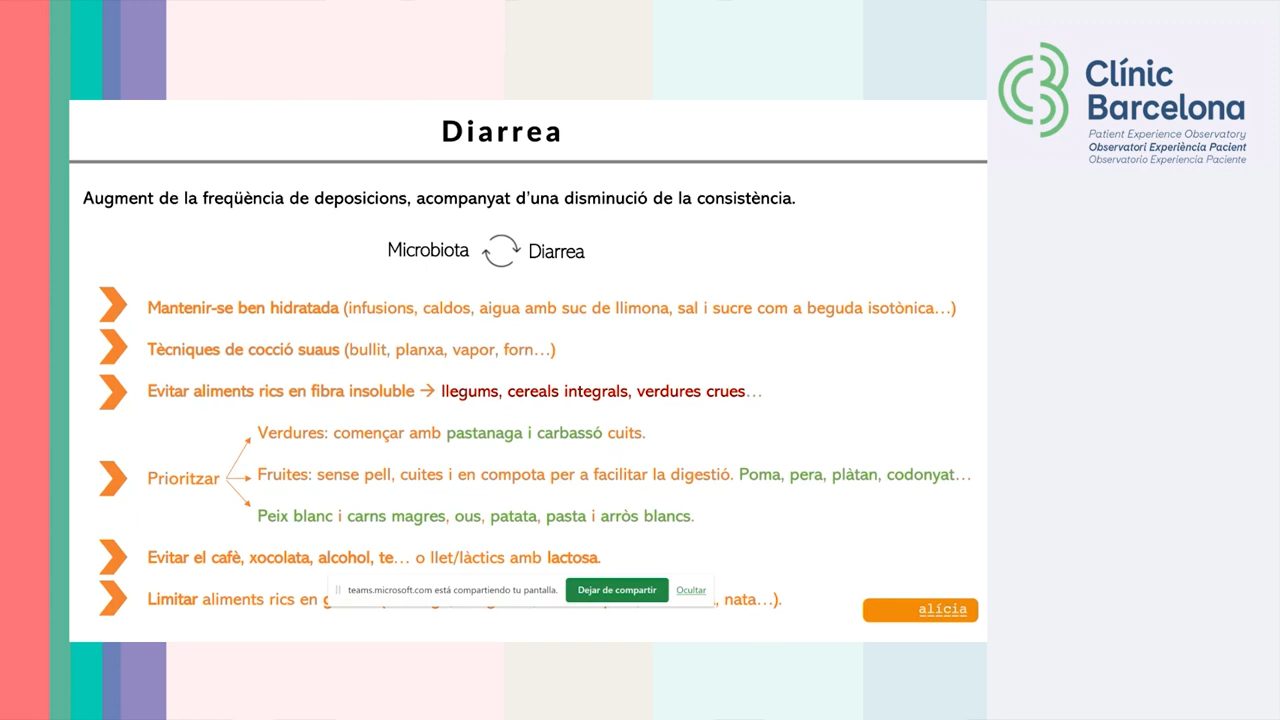 Clínic
Barcelona
Patient Experience Observatory
Observatori Experiència Pacient
Observatorio Experiencia Paciente
Diarrea
Augment de la freqüència de deposicions, acompanyat d'una disminució de la consistència.
Microbiota Diarrea
Mantenir-se ben hidratada (infusions, caldos, aigua amb suc de llimona, sal i sucre com a beguda isotònica...)
Tècniques de cocció suaus (bullit, planxa, vapor, forn...)
Evitar aliments rics en fibra insoluble → llegums, cereals integrals, verdures crues...
Verdures: començar amb pastanaga i carbassó cuits.
Prioritzar
Fruites: sense pell, cuites i en compota per a facilitar la digestió. Poma, pera, plàtan, codonyat...
Peix blanc i carns magres, ous, patata, pasta i arròs blancs.
Evitar el cafè, xocolata, alcohol, te... o llet/làctics amb lactosa.
teams.microsoft.com está compartiendo tu pantalla. Dejar de compartir Ocultar
Limitar aliments rics en , nata...).
alícia